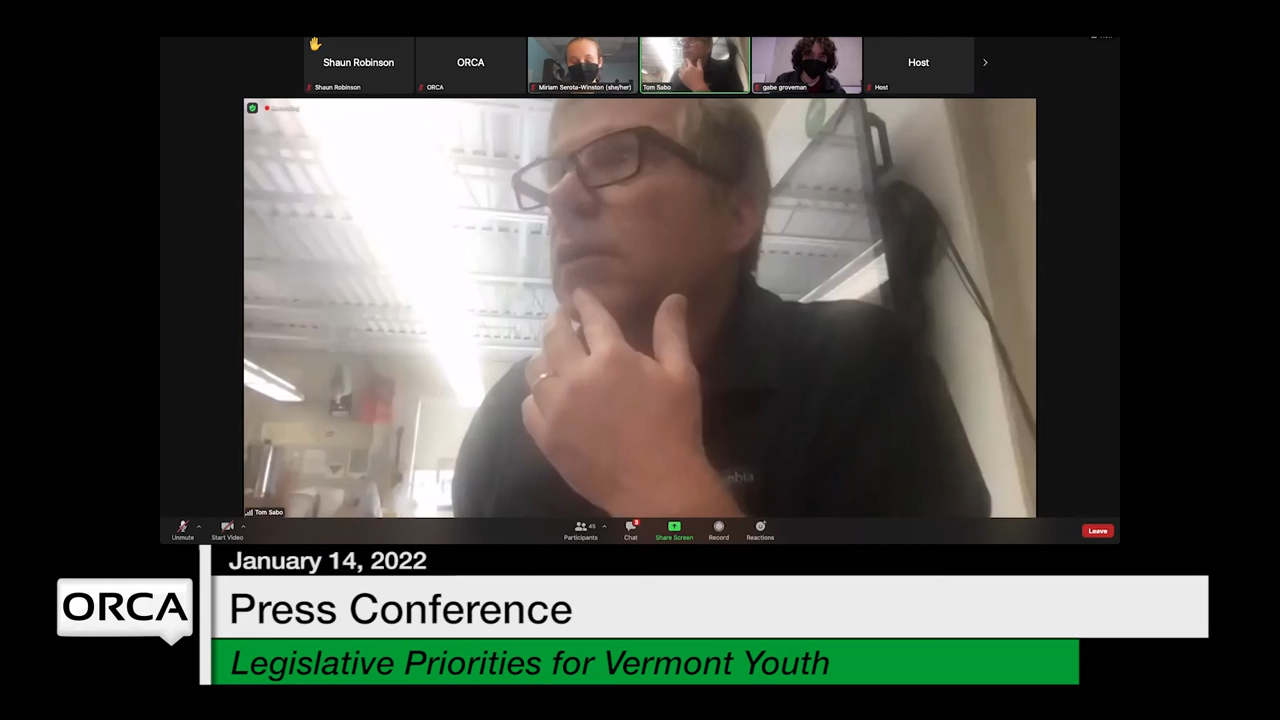 Shaun Robinson
ORCA
Host
Shaun Robinson
ORCA
Miriam Serota-Winston (she/her)
Tom Sabo
gabe groveman
Host
Tom Sabo
Unmute
Start Video
45
Participants
3
Chat
Share Screen
Record
Reactions
Leave
January 14, 2022
ORCA
Press Conference
Legislative Priorities for Vermont Youth